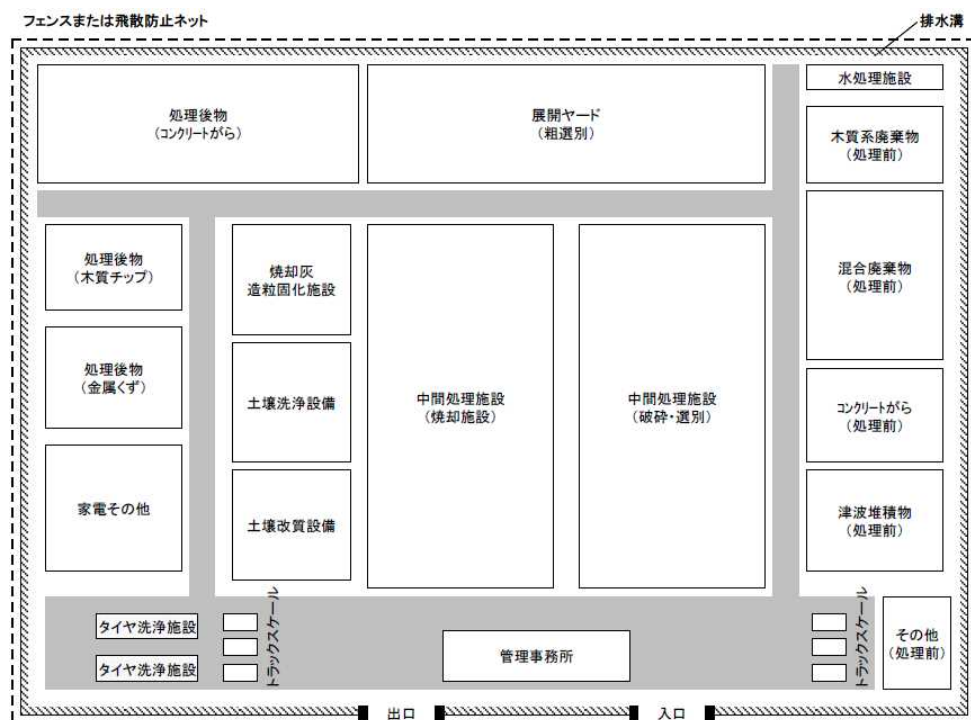 フェンスまたは飛散防止ネット
排水溝
処理後物
（コンクリートがら）
展開ヤード
（粗選別）
水処理施設
木質系廃棄物
（処理前）
処理後物
（木質チップ）
焼却灰
造粒固化施設
混合廃棄物
（処理前）
処理後物
（金属くず）
土壌洗浄設備
中間処理施設
（焼却施設）
中間処理施設
（破砕・選別）
コンクリートがら
（処理前）
家電その他
土壌改質設備
津波堆積物
（処理前）
タイヤ洗浄施設
タイヤ洗浄施設
トラックスケール
管理事務所
トラックスケール
その他
（処理前）
出口
入口